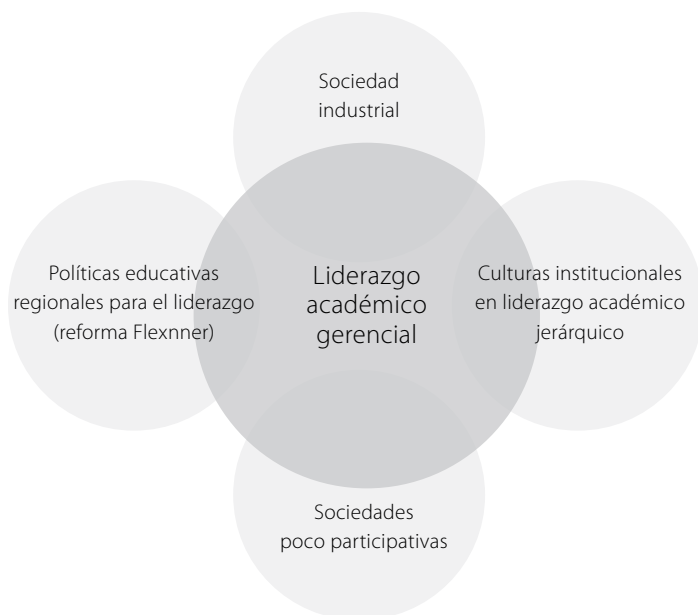 Sociedad
industrial
Políticas educativas
regionales para el liderazgo
(reforma Flexnner)
Liderazgo
académico
gerencial
Culturas institucionales
en liderazgo académico
jerárquico
Sociedades
poco participativas